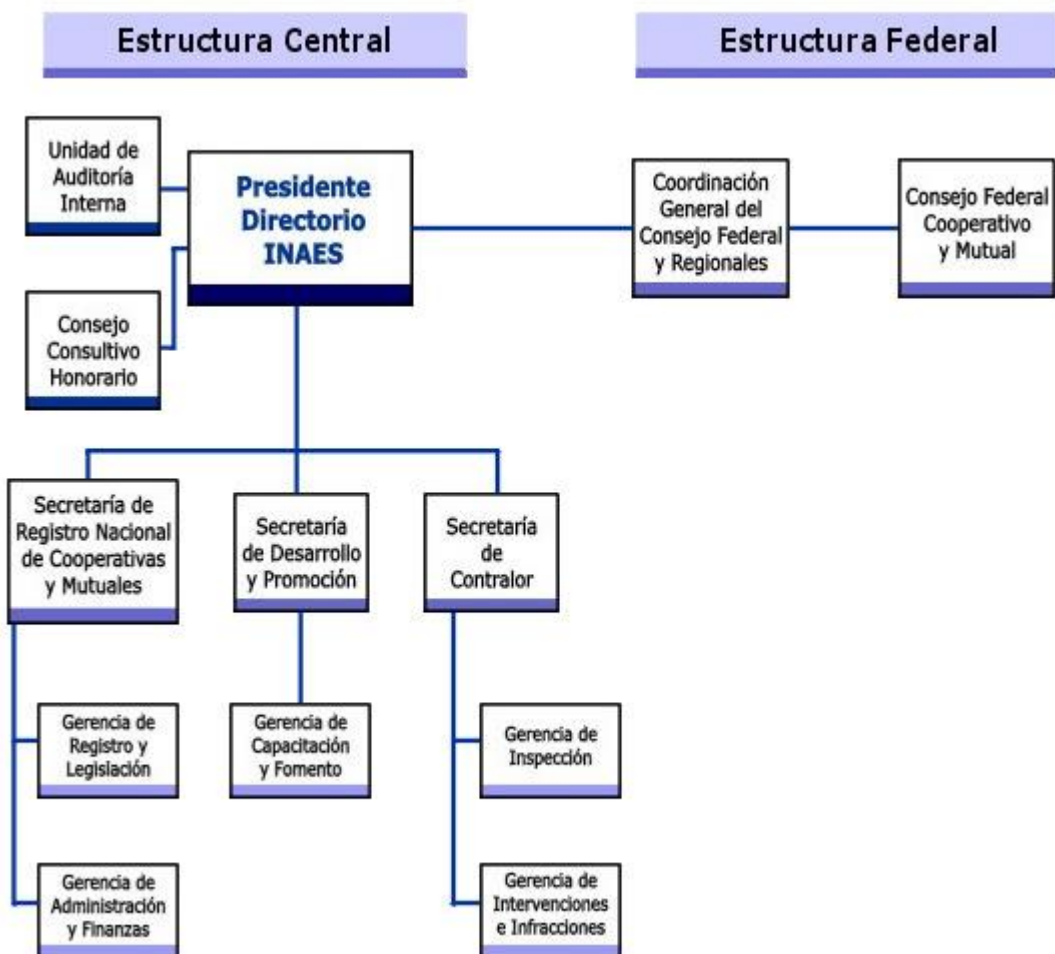 Estructura Central
Estructura Federal
Unidad de
Auditoría
Interna
Presidente
Directorio
INAES
Coordinación
General del
Consejo Federal
y Regionales
Consejo Federal
Cooperativo
y Mutual
Consejo
Consultivo
Honorario
Secretaría de
Registro Nacional
de Cooperativas
y Mutuales
Secretaría
de Desarrollo
y Promoción
Secretaría
de
Contralor
Gerencia de
Registro y
Legislación
Gerencia de
Capacitación
y Fomento
Gerencia de
Inspección
Gerencia de
Administración
y Finanzas
Gerencia de
Intervenciones
e Infracciones